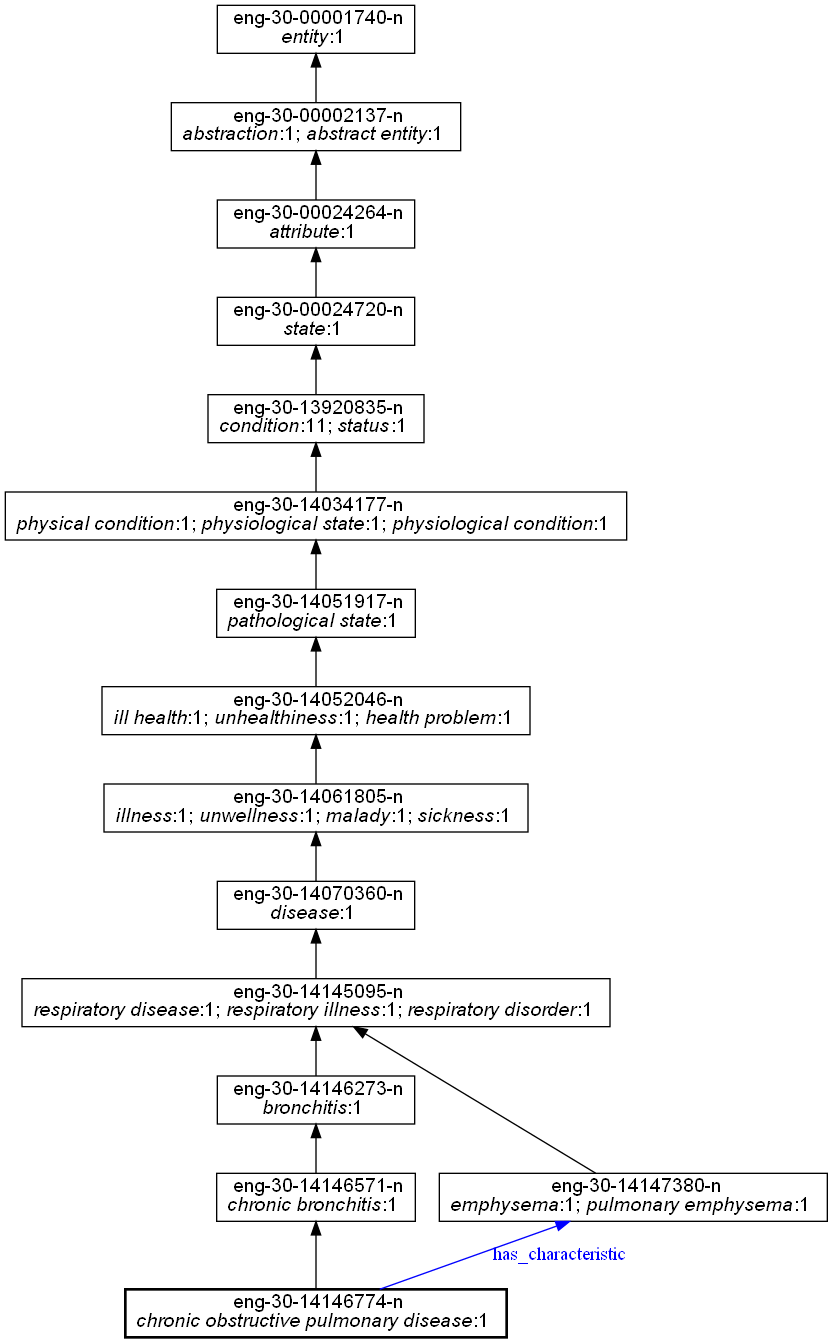 eng-30-00001740-n
entity:1
eng-30-00002137-n
abstraction:1; abstract entity:1
eng-30-00024264-n
attribute:1
eng-30-00024720-n
state:1
eng-30-13920835-n
condition:11; status:1
eng-30-14034177-n
physical condition:1; physiological state:1; physiological condition:1
eng-30-14051917-n
pathological state:1
eng-30-14052046-n
ill health:1; unhealthiness:1; health problem:1
eng-30-14061805-n
illness:1; unwellness:1; malady:1; sickness:1
eng-30-14070360-n
disease:1
eng-30-14145095-n
respiratory disease:1; respiratory illness:1; respiratory disorder:1
eng-30-14146273-n
bronchitis:1
eng-30-14146571-n
chronic bronchitis:1
eng-30-14147380-n
emphysema:1; pulmonary emphysema:1
has_characteristic
eng-30-14146774-n
chronic obstructive pulmonary disease:1